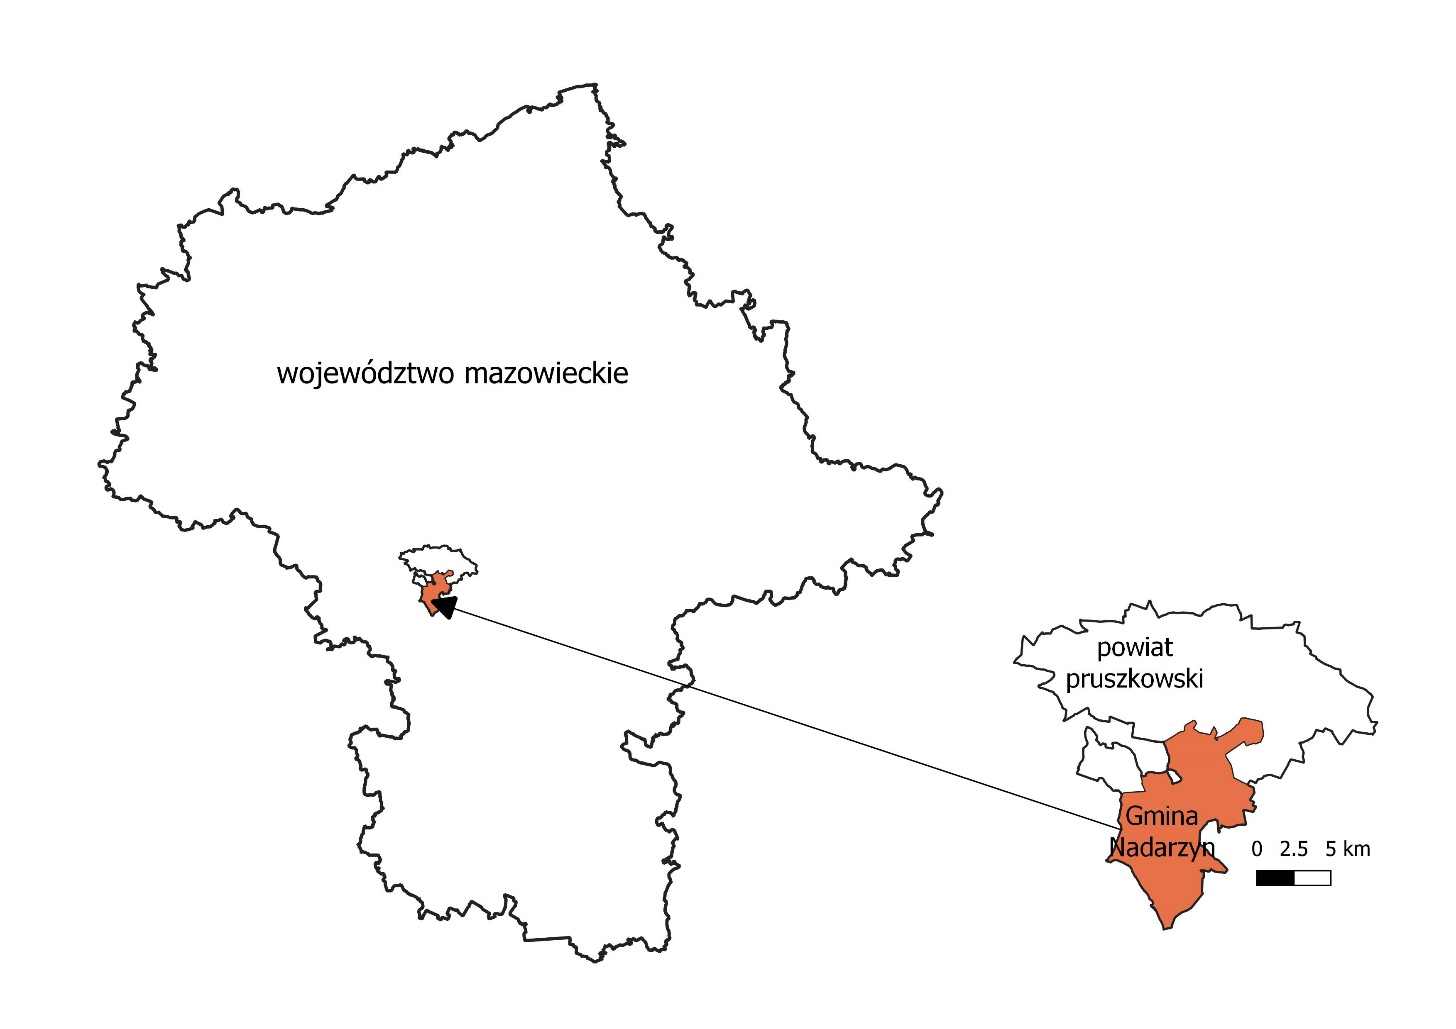 województwo mazowieckie
powiat
pruszkowski
Gmina
Nadarzyn
0 2.5 5 km